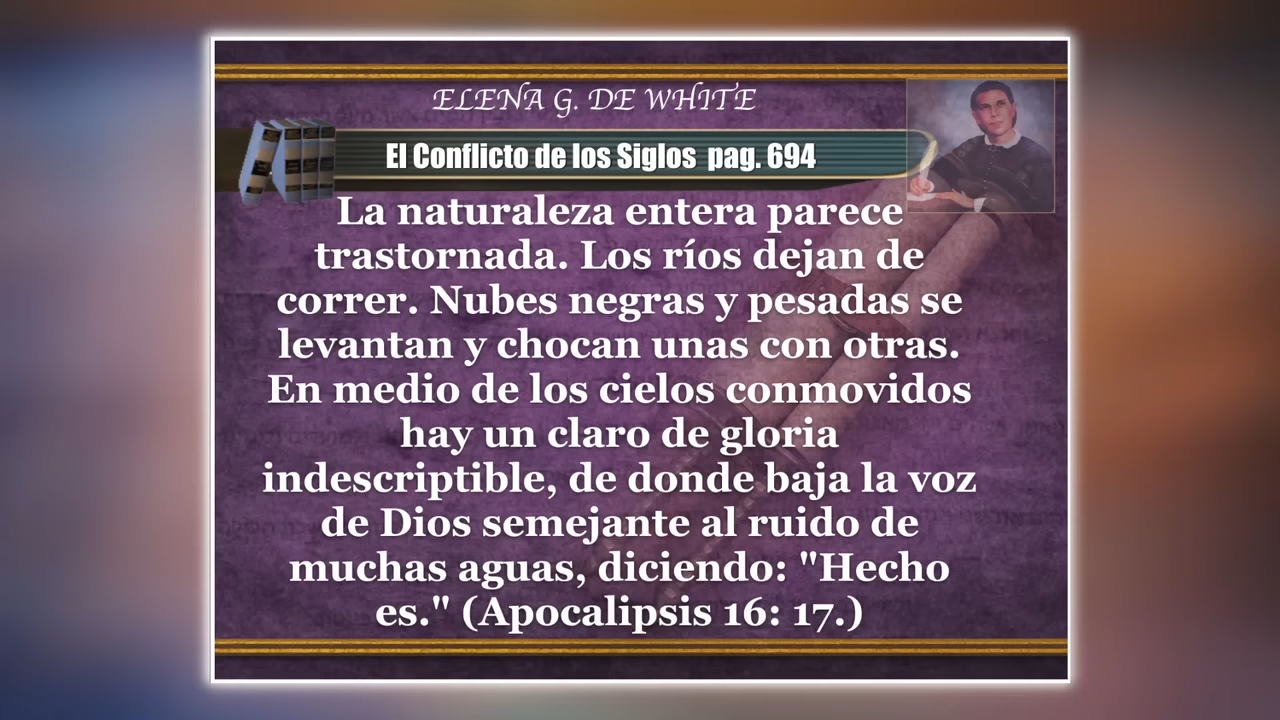 ELENA G. DE WHITE
El Conflicto de los Siglos pag. 694
La naturaleza entera parece
trastornada. Los ríos dejan de
correr. Nubes negras y pesadas se
levantan y chocan unas con otras.
En medio de los cielos conmovidos
hay un claro de gloria
indescriptible, de donde baja la voz
de Dios semejante al ruido de
muchas aguas, diciendo: "Hecho
es." (Apocalipsis 16: 17.)